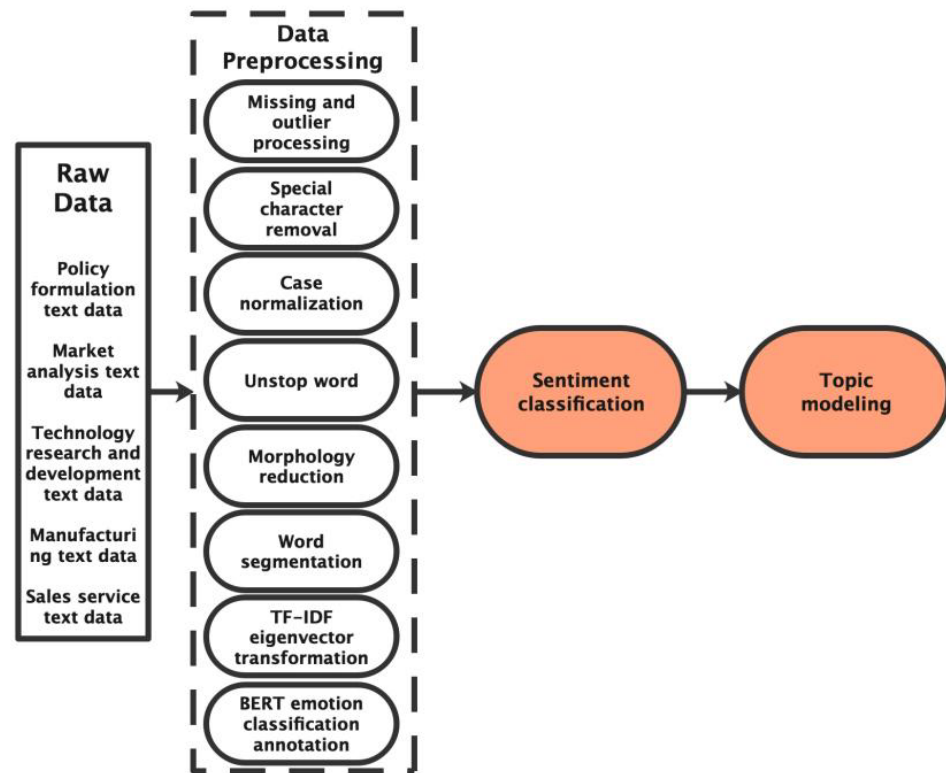 Raw
Data
Policy
formulation
text data
Market
analysis text
data
Technology
research and
development
text data
Manufacturi
ng text data
Sales service
text data
Data
Preprocessing
Missing and
outlier
processing
Special
character
removal
Case
normalization
Unstop word
Morphology
reduction
Word
segmentation
TF-IDF
eigenvector
transformation
BERT emotion
classification
annotation
Sentiment
classification
Topic
modeling